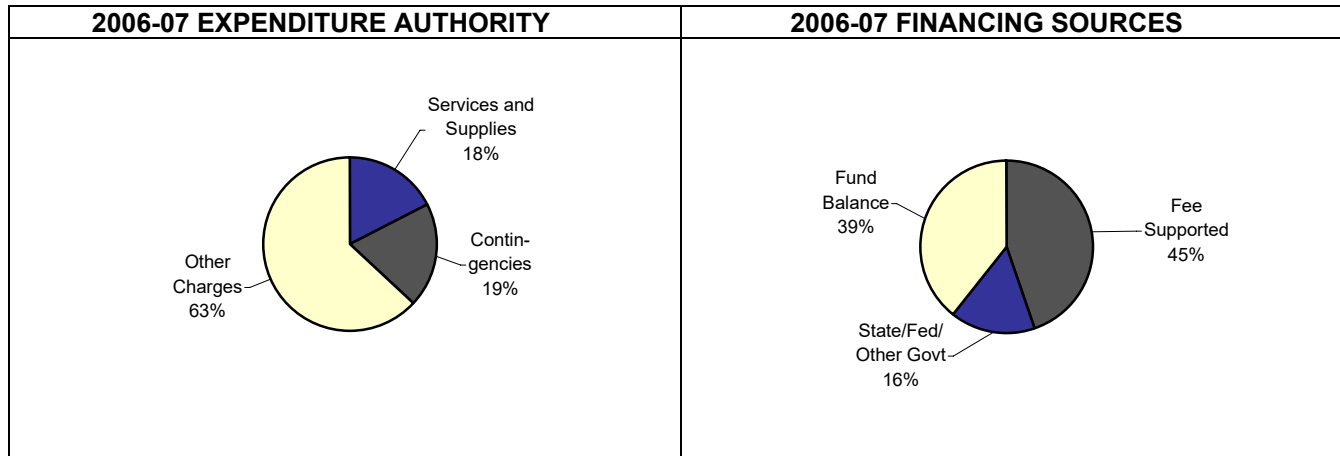 2006-07 EXPENDITURE AUTHORITY
Services and
Supplies
18%
Contin-
gencies
19%
Other
Charges
63%
2006-07 FINANCING SOURCES
Fund
Balance
39%
Fee
Supported
45%
State/Fed/
Other Govt
16%